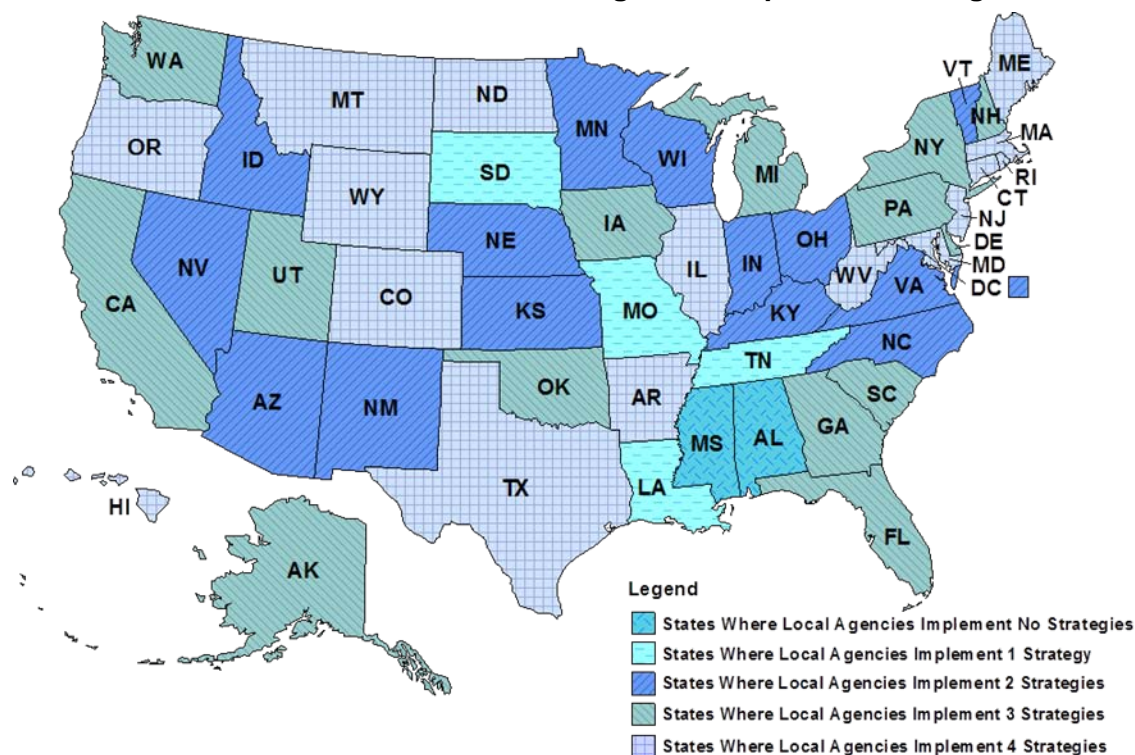 WA
MT
ND
MN
VT
ME
NH
OR
ID
SD
WI
NY
MA
MI
RI
WY
CT
IA
PA
NE
NJ
NV
OH
DE
UT
IL
IN
MD
WV
CO
DC
VA
CA
KS
MO
KY
NC
TN
AZ
NM
OK
AR
SC
GA
MS
AL
TX
LA
HI
FL
AK
Legend
States Where Local Agencies Implement No Strategies
States Where Local Agencies Implement 1 Strategy
States Where Local Agencies Implement 2 Strategies
States Where Local Agencies Implement 3 Strategies
States Where Local Agencies Implement 4 Strategies